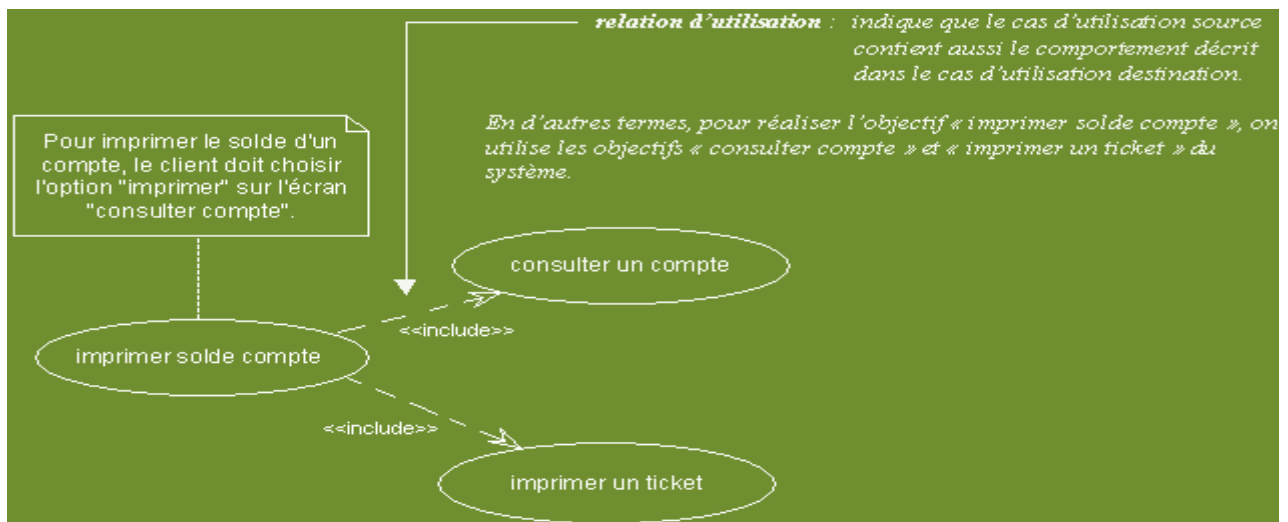 relation d'utilisation : indique que le cas d'utilisation source
contient aussi le comportement décrit
dans le cas d'utilisation destination.
En d'autres termes, pour réaliser l'objectif « imprimer solde compte », on
utilise les objectifs « consulter compte » et « imprimer un ticket » du
système.
Pour imprimer le solde d'un
compte, le client doit choisir
l'option "imprimer" sur l'écran
"consulter compte".
consulter un compte
<<include>>
imprimer solde compte
<<include>>
imprimer un ticket